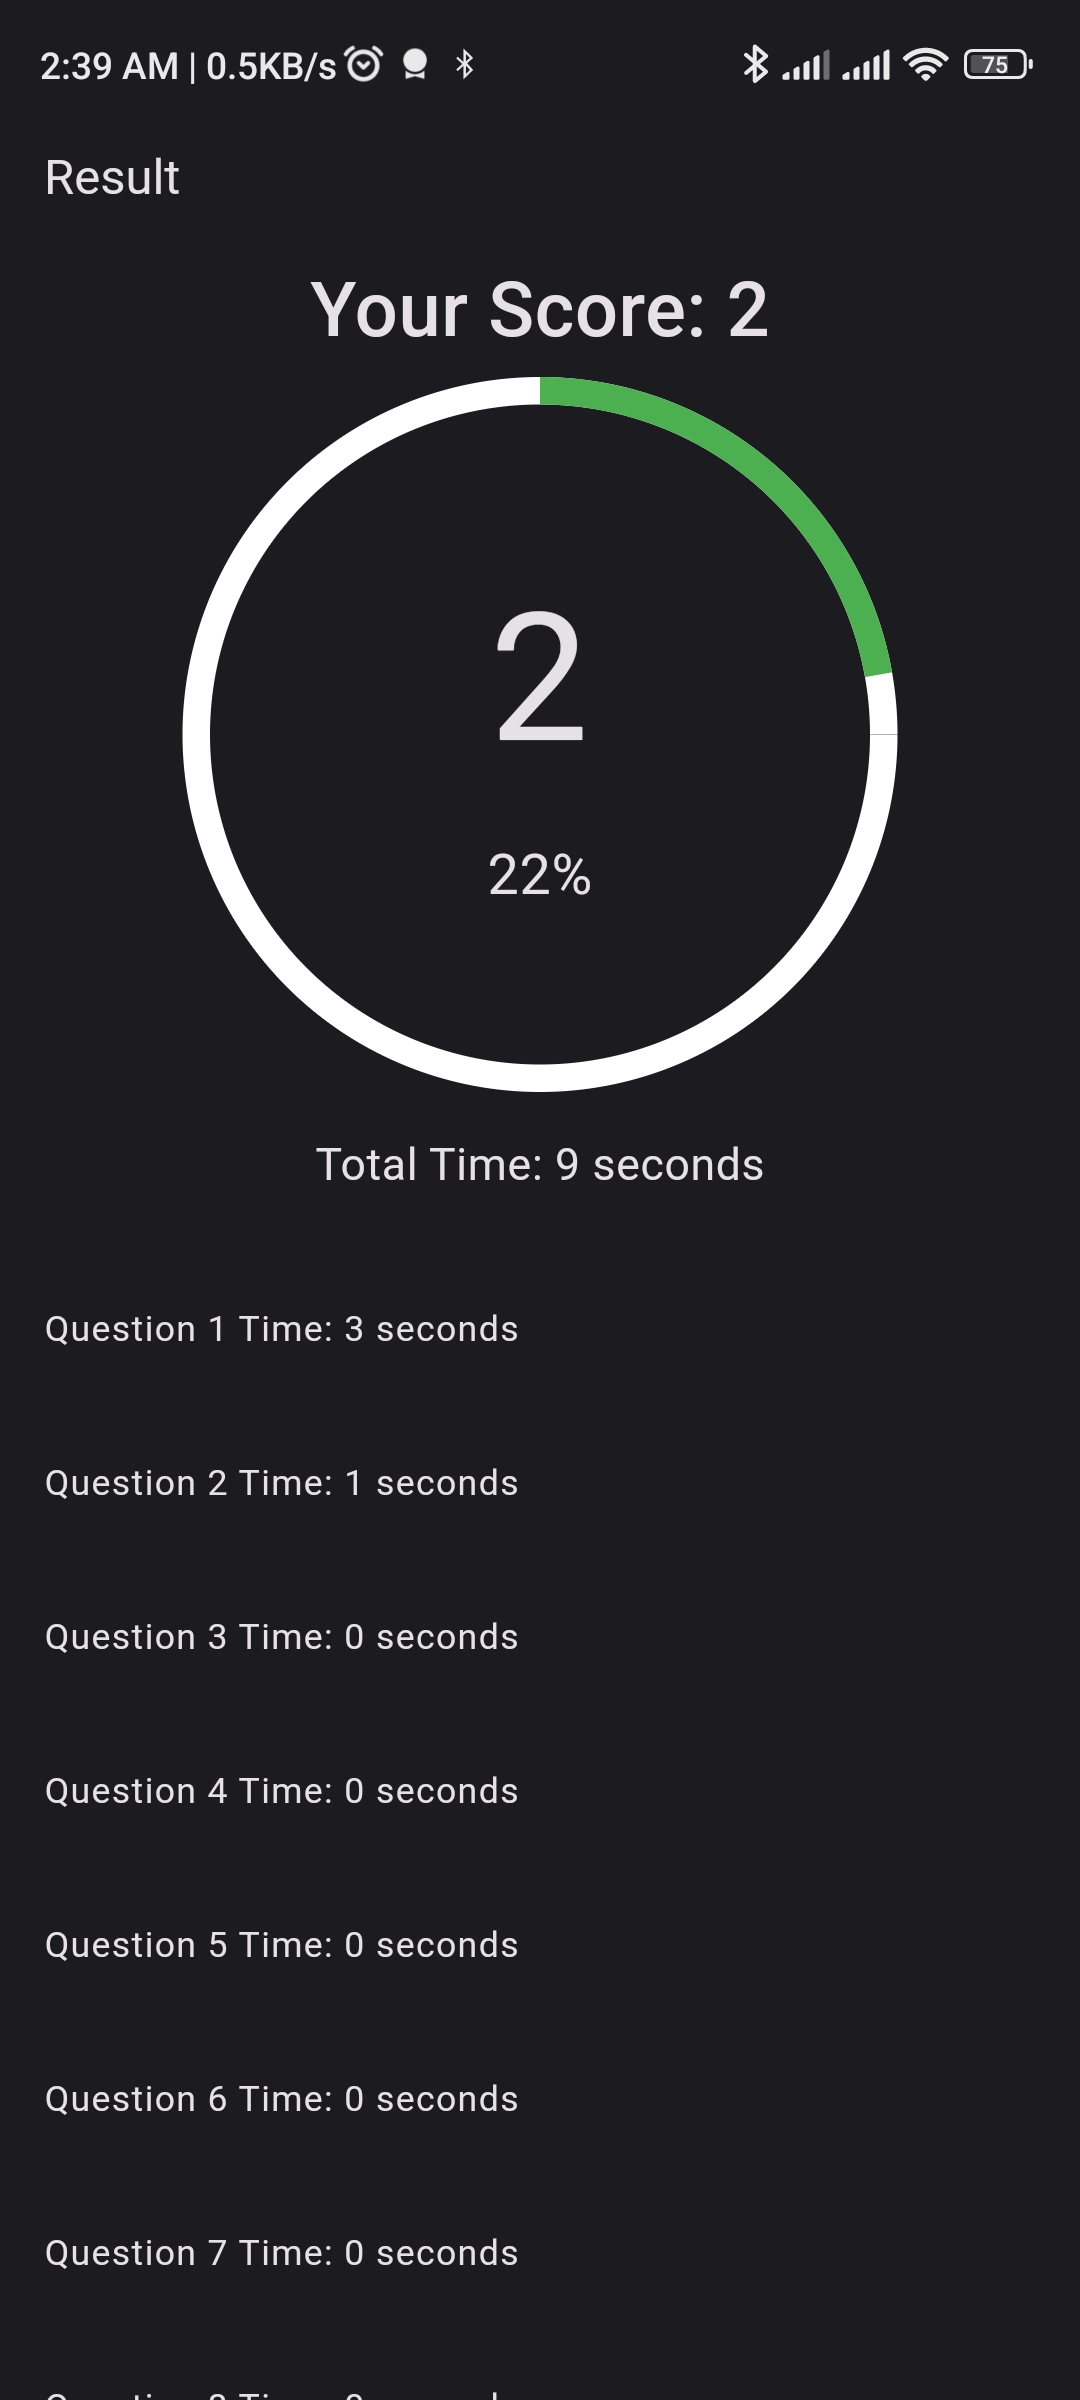 2:39 AM | 0.5KB/s
75
Result
Your Score: 2
2
22%
Total Time: 9 seconds
Question 1 Time: 3 seconds
Question 2 Time: 1 seconds
Question 3 Time: 0 seconds
Question 4 Time: 0 seconds
Question 5 Time: 0 seconds
Question 6 Time: 0 seconds
Question 7 Time: 0 seconds